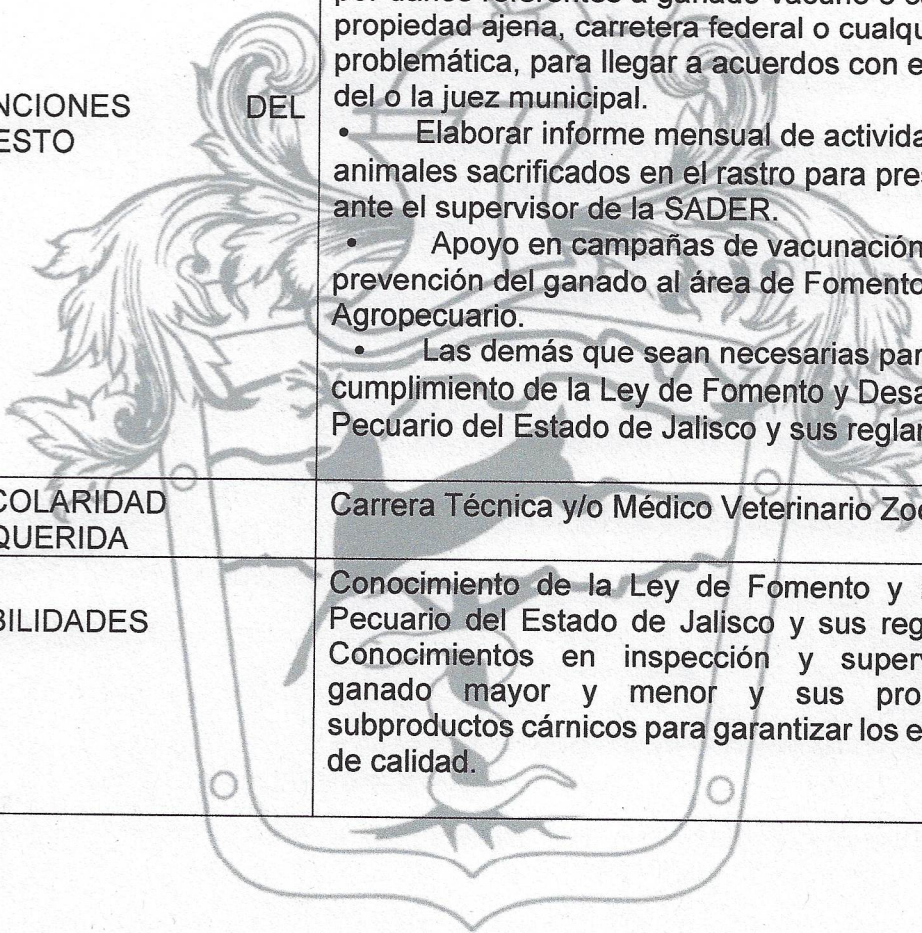 propiedad ajena, carretera federal o cualqu
problemática, para llegar a acuerdos con e
del o la juez municipal.
NCIONES DEL
ESTO
• Elaborar informe mensual de activida
animales sacrificados en el rastro para pre
ante el supervisor de la SADER.
• Apoyo en campañas de vacunación
prevención del ganado al área de Fomento
Agropecuario.
• Las demás que sean necesarias par
cumplimiento de la Ley de Fomento y Desa
Pecuario del Estado de Jalisco y sus reglar
COLARIDAD
QUERIDA
Carrera Técnica y/o Médico Veterinario Zoo
BILIDADES
Conocimiento de la Ley de Fomento y
Pecuario del Estado de Jalisco y sus reg
Conocimientos en inspección y superv
ganado mayor y menor y sus pro
subproductos cárnicos para garantizar los e
de calidad.